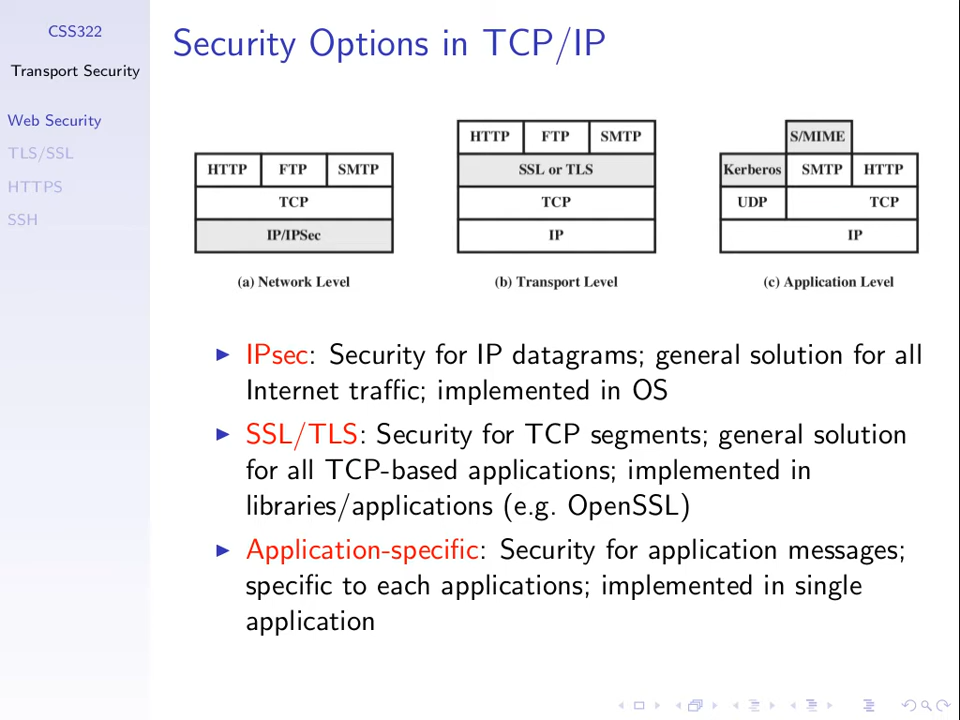 CSS322
Transport Security
Web Security
TLS/SSL
HTTPS
SSH
Security Options in TCP/IP
HTTP FTP SMTP
TCP
IP/IPSec
(a) Network Level
HTTP FTP SMTP
SSL or TLS
TCP
IP
(b) Transport Level
S/MIME
Kerberos SMTP HTTP
UDP TCP
IP
(c) Application Level
IPsec: Security for IP datagrams; general solution for all
Internet traffic; implemented in OS
SSL/TLS: Security for TCP segments; general solution
for all TCP-based applications; implemented in
libraries/applications (e.g. OpenSSL)
Application-specific: Security for application messages;
specific to each applications; implemented in single
application